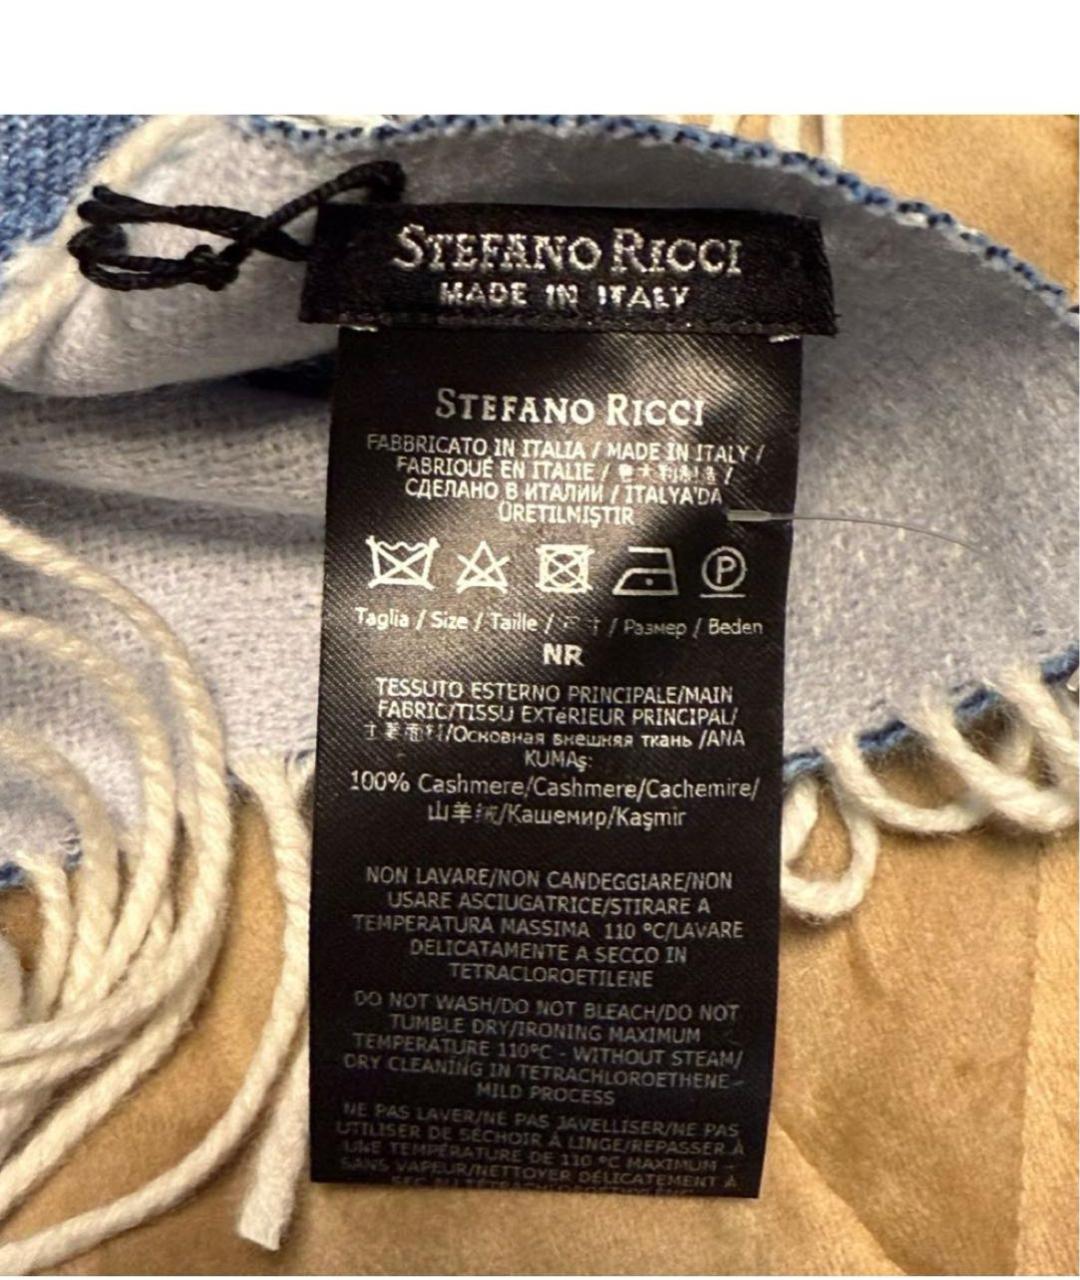 STEFANO RICCI
MADE IN ITALY
STEFANO RICCI
FABBRICATO IN ITALIA / MADE IN ITALY /
FABRIQUÉ EN ITALIE / /
СДЕЛАНО В ИТАЛИИ / ITALYA'DA
ÜRETILMIŞTIR
P
Taglia / Size / Taille / / Размер / Beden
NR
TESSUTO ESTERNO PRINCIPALE/MAIN
FABRIC/TISSU EXTéRIEUR PRINCIPAL/
/Основная внешняя ткань /ANA
KUMAş:
100% Cashmere/Cashmere/Cachemire/
/Кашемир/Kaşmir
NON LAVARE/NON CANDEGGIARE/NON
USARE ASCIUGATRICE/STIRARE A
TEMPERATURA MASSIMA 110 °C/LAVARE
DELICATAMENTE A SECCO IN
TETRACLOROETILENE
DO NOT WASH/DO NOT BLEACH/DO NOT
TUMBLE DRY/IRONING MAXIMUM
TEMPERATURE 110°C - WITHOUT STEAM/
DRY CLEANING IN TETRACHLOROETHENE -
MILD PROCESS
NE PAS LAVER/NE PAS JAVELLISER/NE PAS
UTILISER DE SÉCHOIR À LINGE/REPASSER À
UNE TEMPÉRATURE DE 110 °C MAXIMUM -
SANS VAPEUR/NETTOYER DÉLICATEMENT À
SEC AU